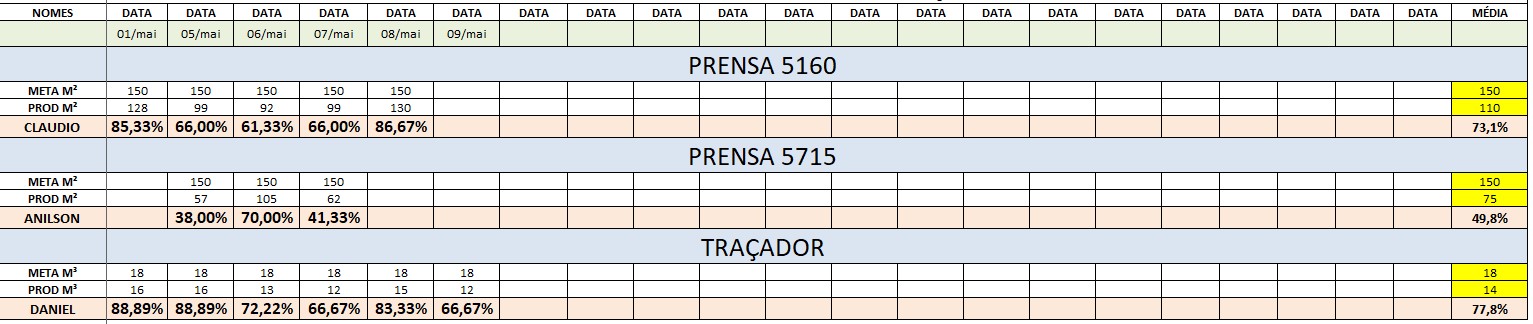 NOMES DATA DATA DATA DATA DATA DATA DATA DATA DATA DATA DATA DATA DATA DATA DATA DATA DATA DATA DATA DATA MÉDIA
01/mai 05/mai 06/mai 07/mai 08/mai 09/mai
PRENSA 5160
META M² 150 150 150 150 150 150
PROD M² 128 99 92 99 130 110
CLAUDIO 85,33% 66,00% 61,33% 66,00% 86,67% 73,1%
PRENSA 5715
META M² 150 150 150 150
PROD M² 57 105 62 75
ANILSON 38,00% 70,00% 41,33% 49,8%
TRAÇADOR
META M³ 18 18 18 18 18 18 18
PROD M³ 16 16 13 12 15 12 14
DANIEL 88,89% 88,89% 72,22% 66,67% 83,33% 66,67% 77,8%